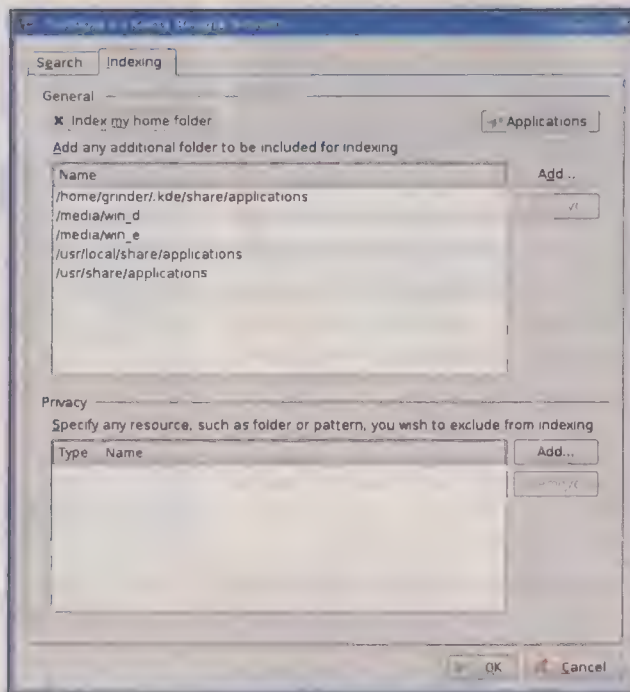 Search Indexing
General
Index my home folder
Applications
Add any additional folder to be included for indexing
Name
Add...
/home/grinder/.kde/share/applications
/media/win_d
/media/win_e
/usr/local/share/applications
/usr/share/applications
Privacy
Specify any resource, such as folder or pattern, you wish to exclude from indexing
Type Name
Add...
OK Cancel